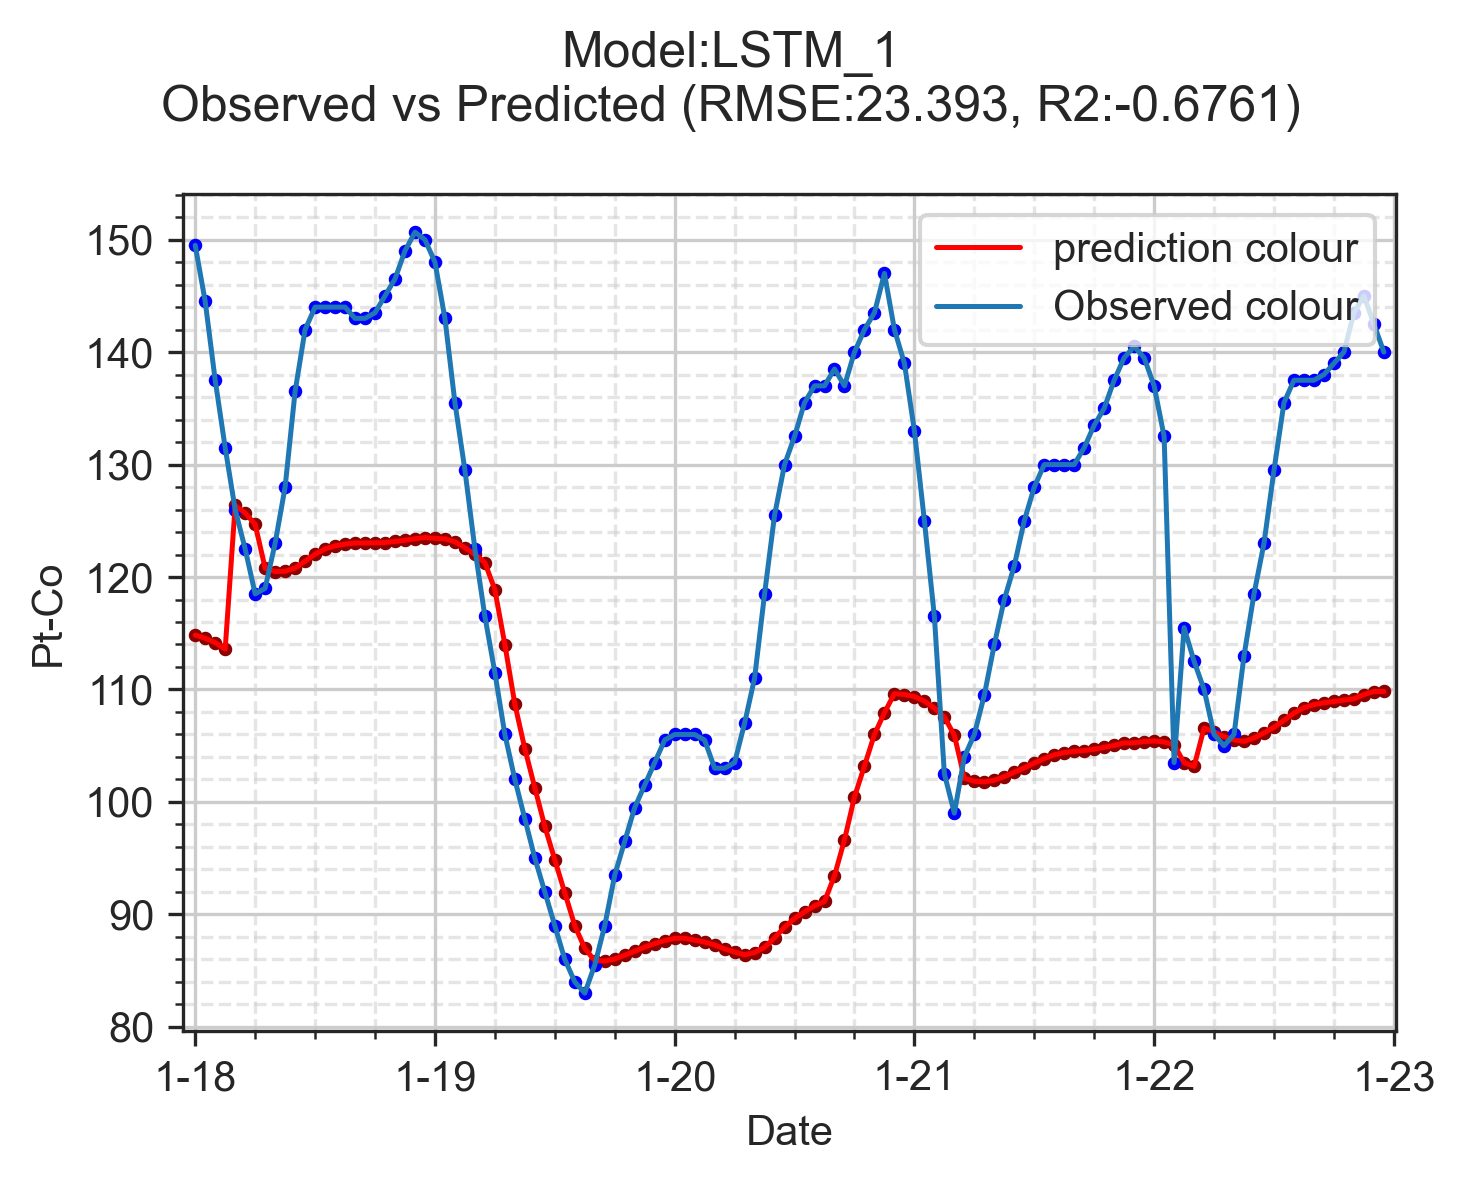 Model:LSTM_1
Observed vs Predicted (RMSE:23.393, R2:-0.6761)
prediction colour
Observed colour
Pt-Co
150
140
130
120
110
100
90
80
1-18
1-19
1-20
1-21
1-22
1-23
Date